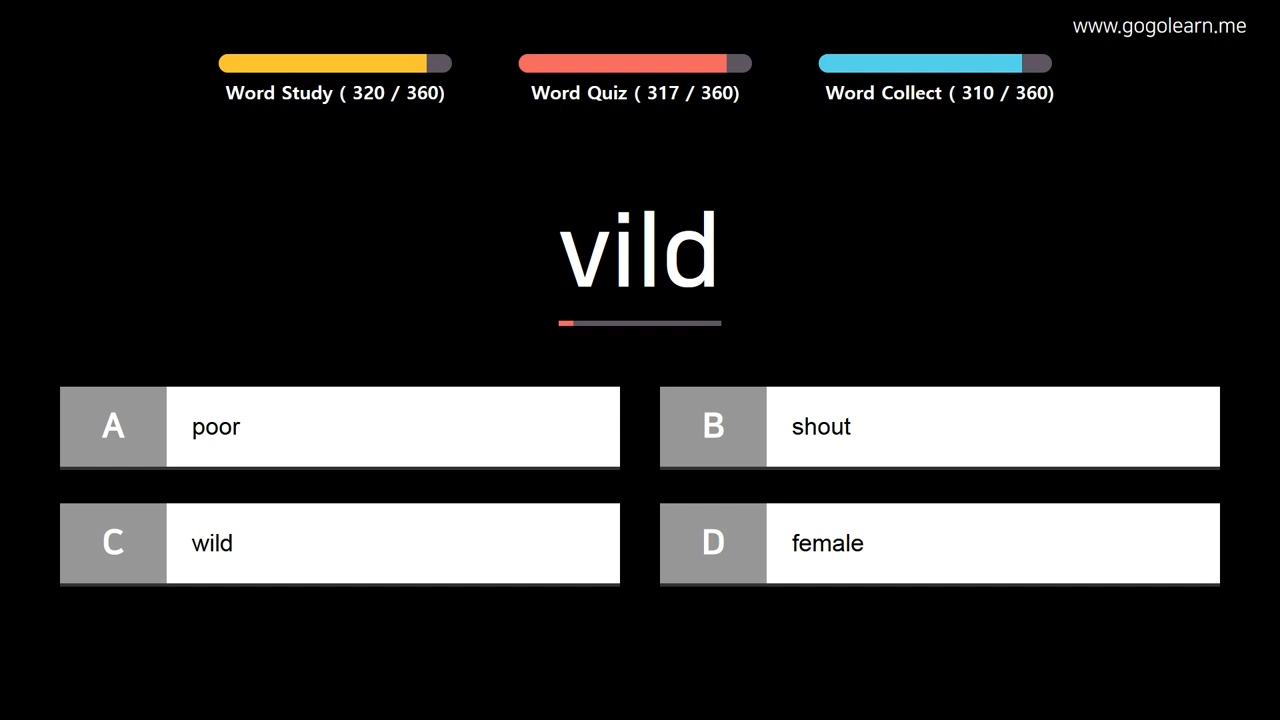 www.gogolearn.me
Word Study ( 320 / 360)
Word Quiz ( 317 / 360)
Word Collect ( 310 / 360)
vild
A
poor
B
shout
C
wild
D
female